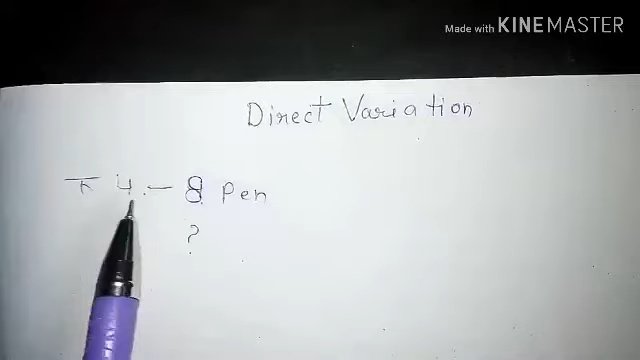 Made with KINEMASTER
Direct Variation
₹ 4 - 8 Pen
?